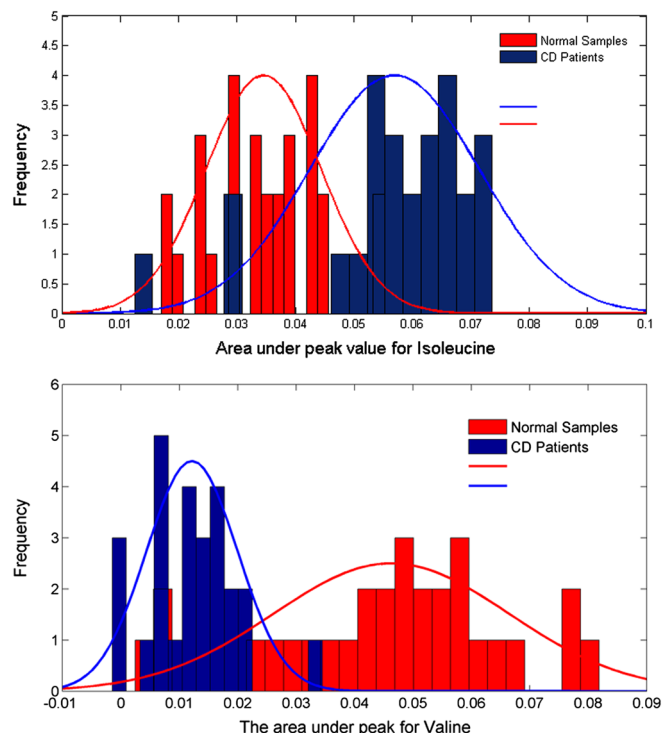 5
4.5
4
3.5
3
2.5
2
1.5
1
0.5
0
Frequency
Normal Samples
CD Patients
0 0.01 0.02 0.03 0.04 0.05 0.06 0.07 0.08 0.09 0.1
Area under peak value for Isoleucine
6
5
4
3
2
1
0
Frequency
Normal Samples
CD Patients
-0.01 0 0.01 0.02 0.03 0.04 0.05 0.06 0.07 0.08 0.09
The area under peak for Valine